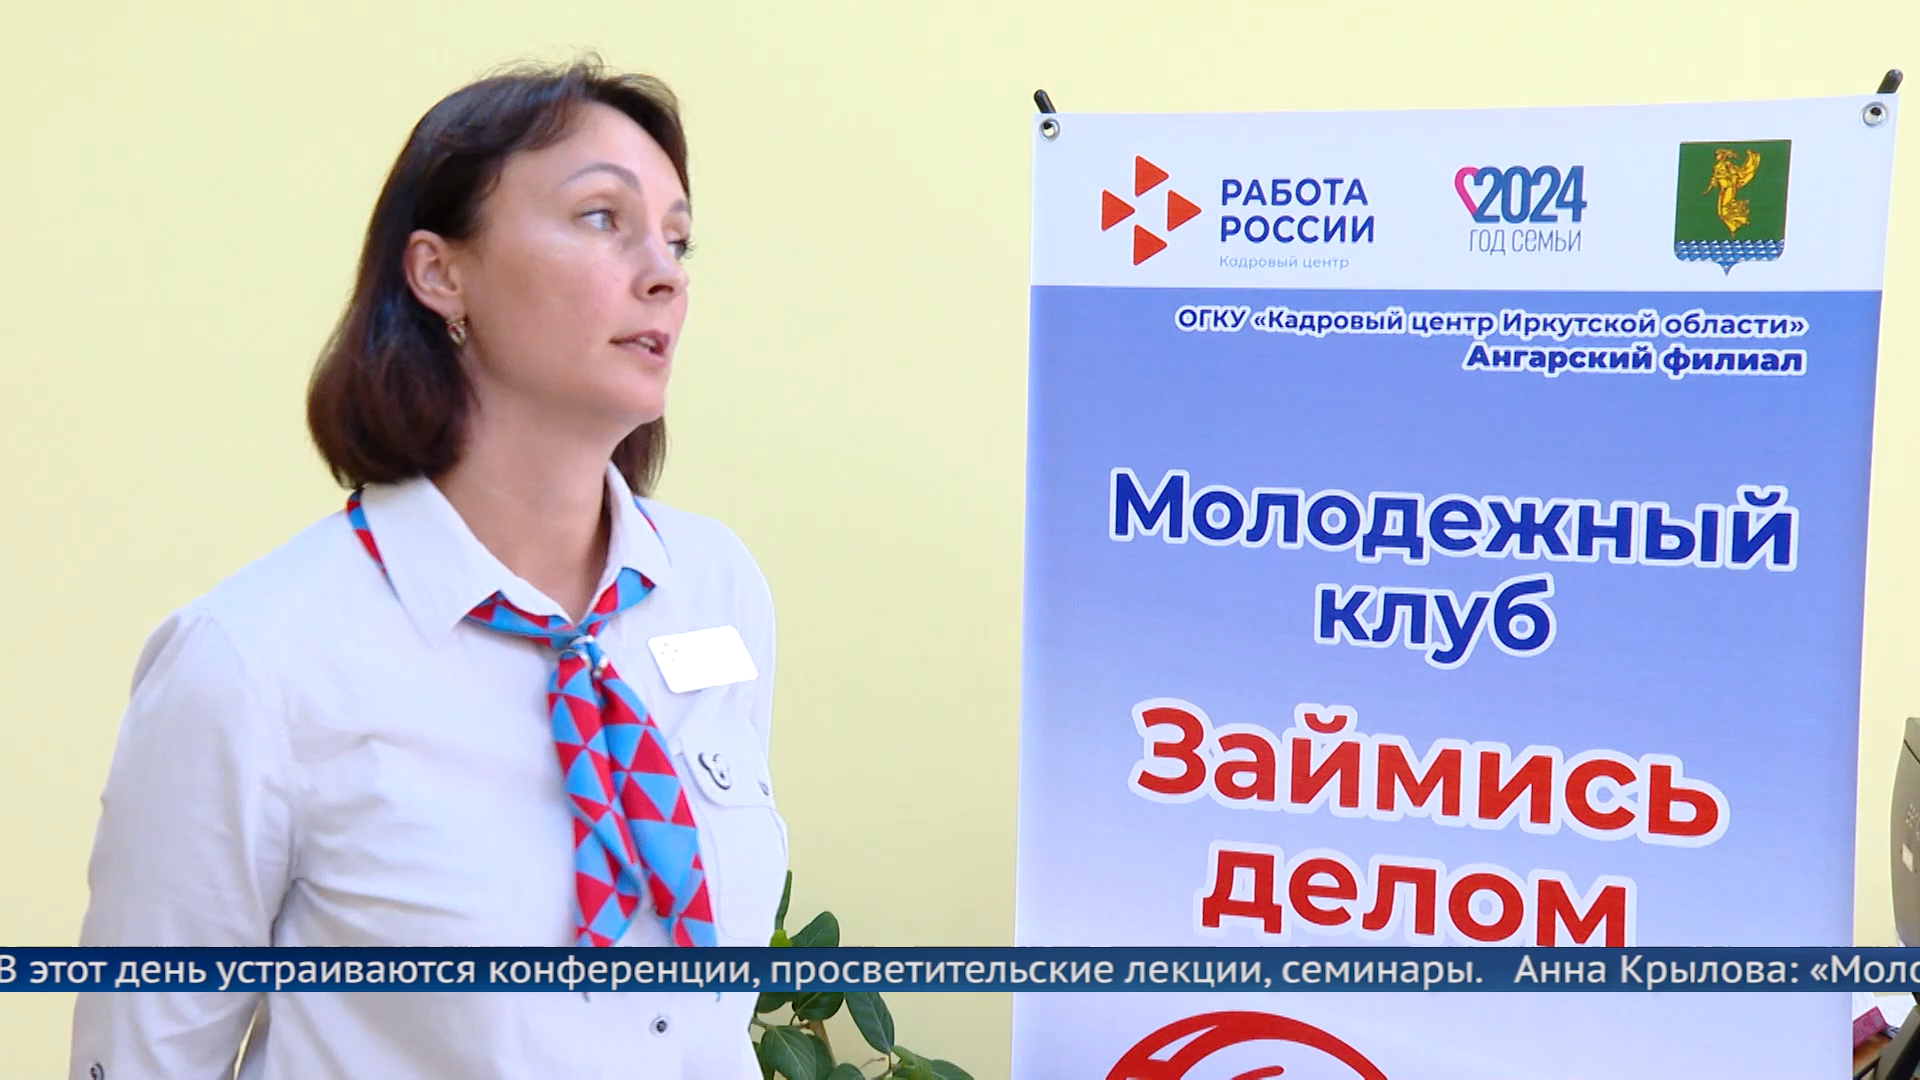 РАБОТА
РОССИИ
Кадровый центр
2024
ГОД СЕМЬИ
ОГКУ «Кадровый центр Иркутской области»
Ангарский филиал
Молодежный
клуб
Займись
делом
В этот день устраиваются конференции, просветительские лекции, семинары. Анна Крылова: «Моло